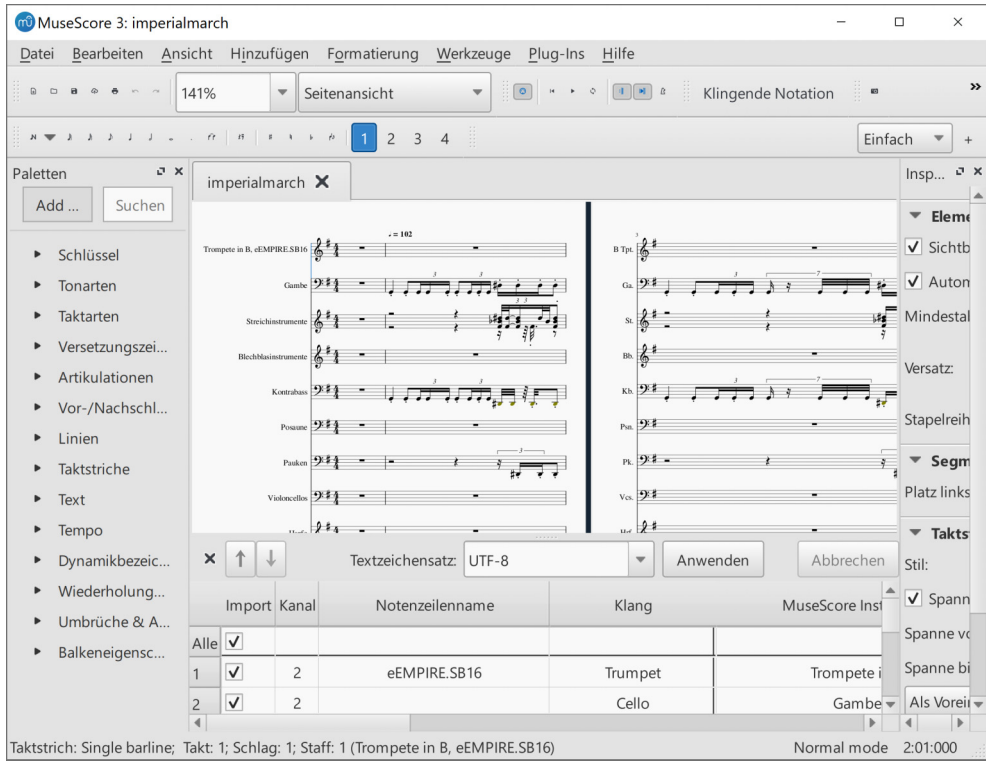 MuseScore 3: imperialmarch
Datei Bearbeiten Ansicht Hinzufügen Formatierung Werkzeuge Plug-Ins Hilfe
141% Seitenansicht Klingende Notation »
1 2 3 4 Einfach +
Paletten
Add ... Suchen
Schlüssel
Tonarten
Taktarten
Versetzungszei...
Artikulationen
Vor-/Nachschl...
Linien
Taktstriche
Text
Tempo
Dynamikbezeic...
Wiederholung...
Umbrüche & A...
Balkeneigensc...
imperialmarch
= 102
Trompete in B, eEMPIRE.SB16
Gambe
Streichinstrumente
Blechblasinstrumente
Kontrabass
Posaune
Pauken
Violoncellos
3
B Tpt.
Ga.
St.
Bb.
Kb.
Psn.
Pk.
Vcs.
Textzeichensatz: UTF-8 Anwenden Abbrechen
Import Kanal Notenzeilenname Klang MuseScore Inst
Alle
1 2 eEMPIRE.SB16 Trumpet Trompete i
2 2 Cello Gambe
Insp...
Eleme
Sichtb
Autom
Mindestal
Versatz:
Stapelreih
Segm
Platz links
Takts
Stil:
Spann
Spanne vo
Spanne bi
Als Vorein
Taktstrich: Single barline; Takt: 1; Schlag: 1; Staff: 1 (Trompete in B, eEMPIRE.SB16) Normal mode 2:01:000